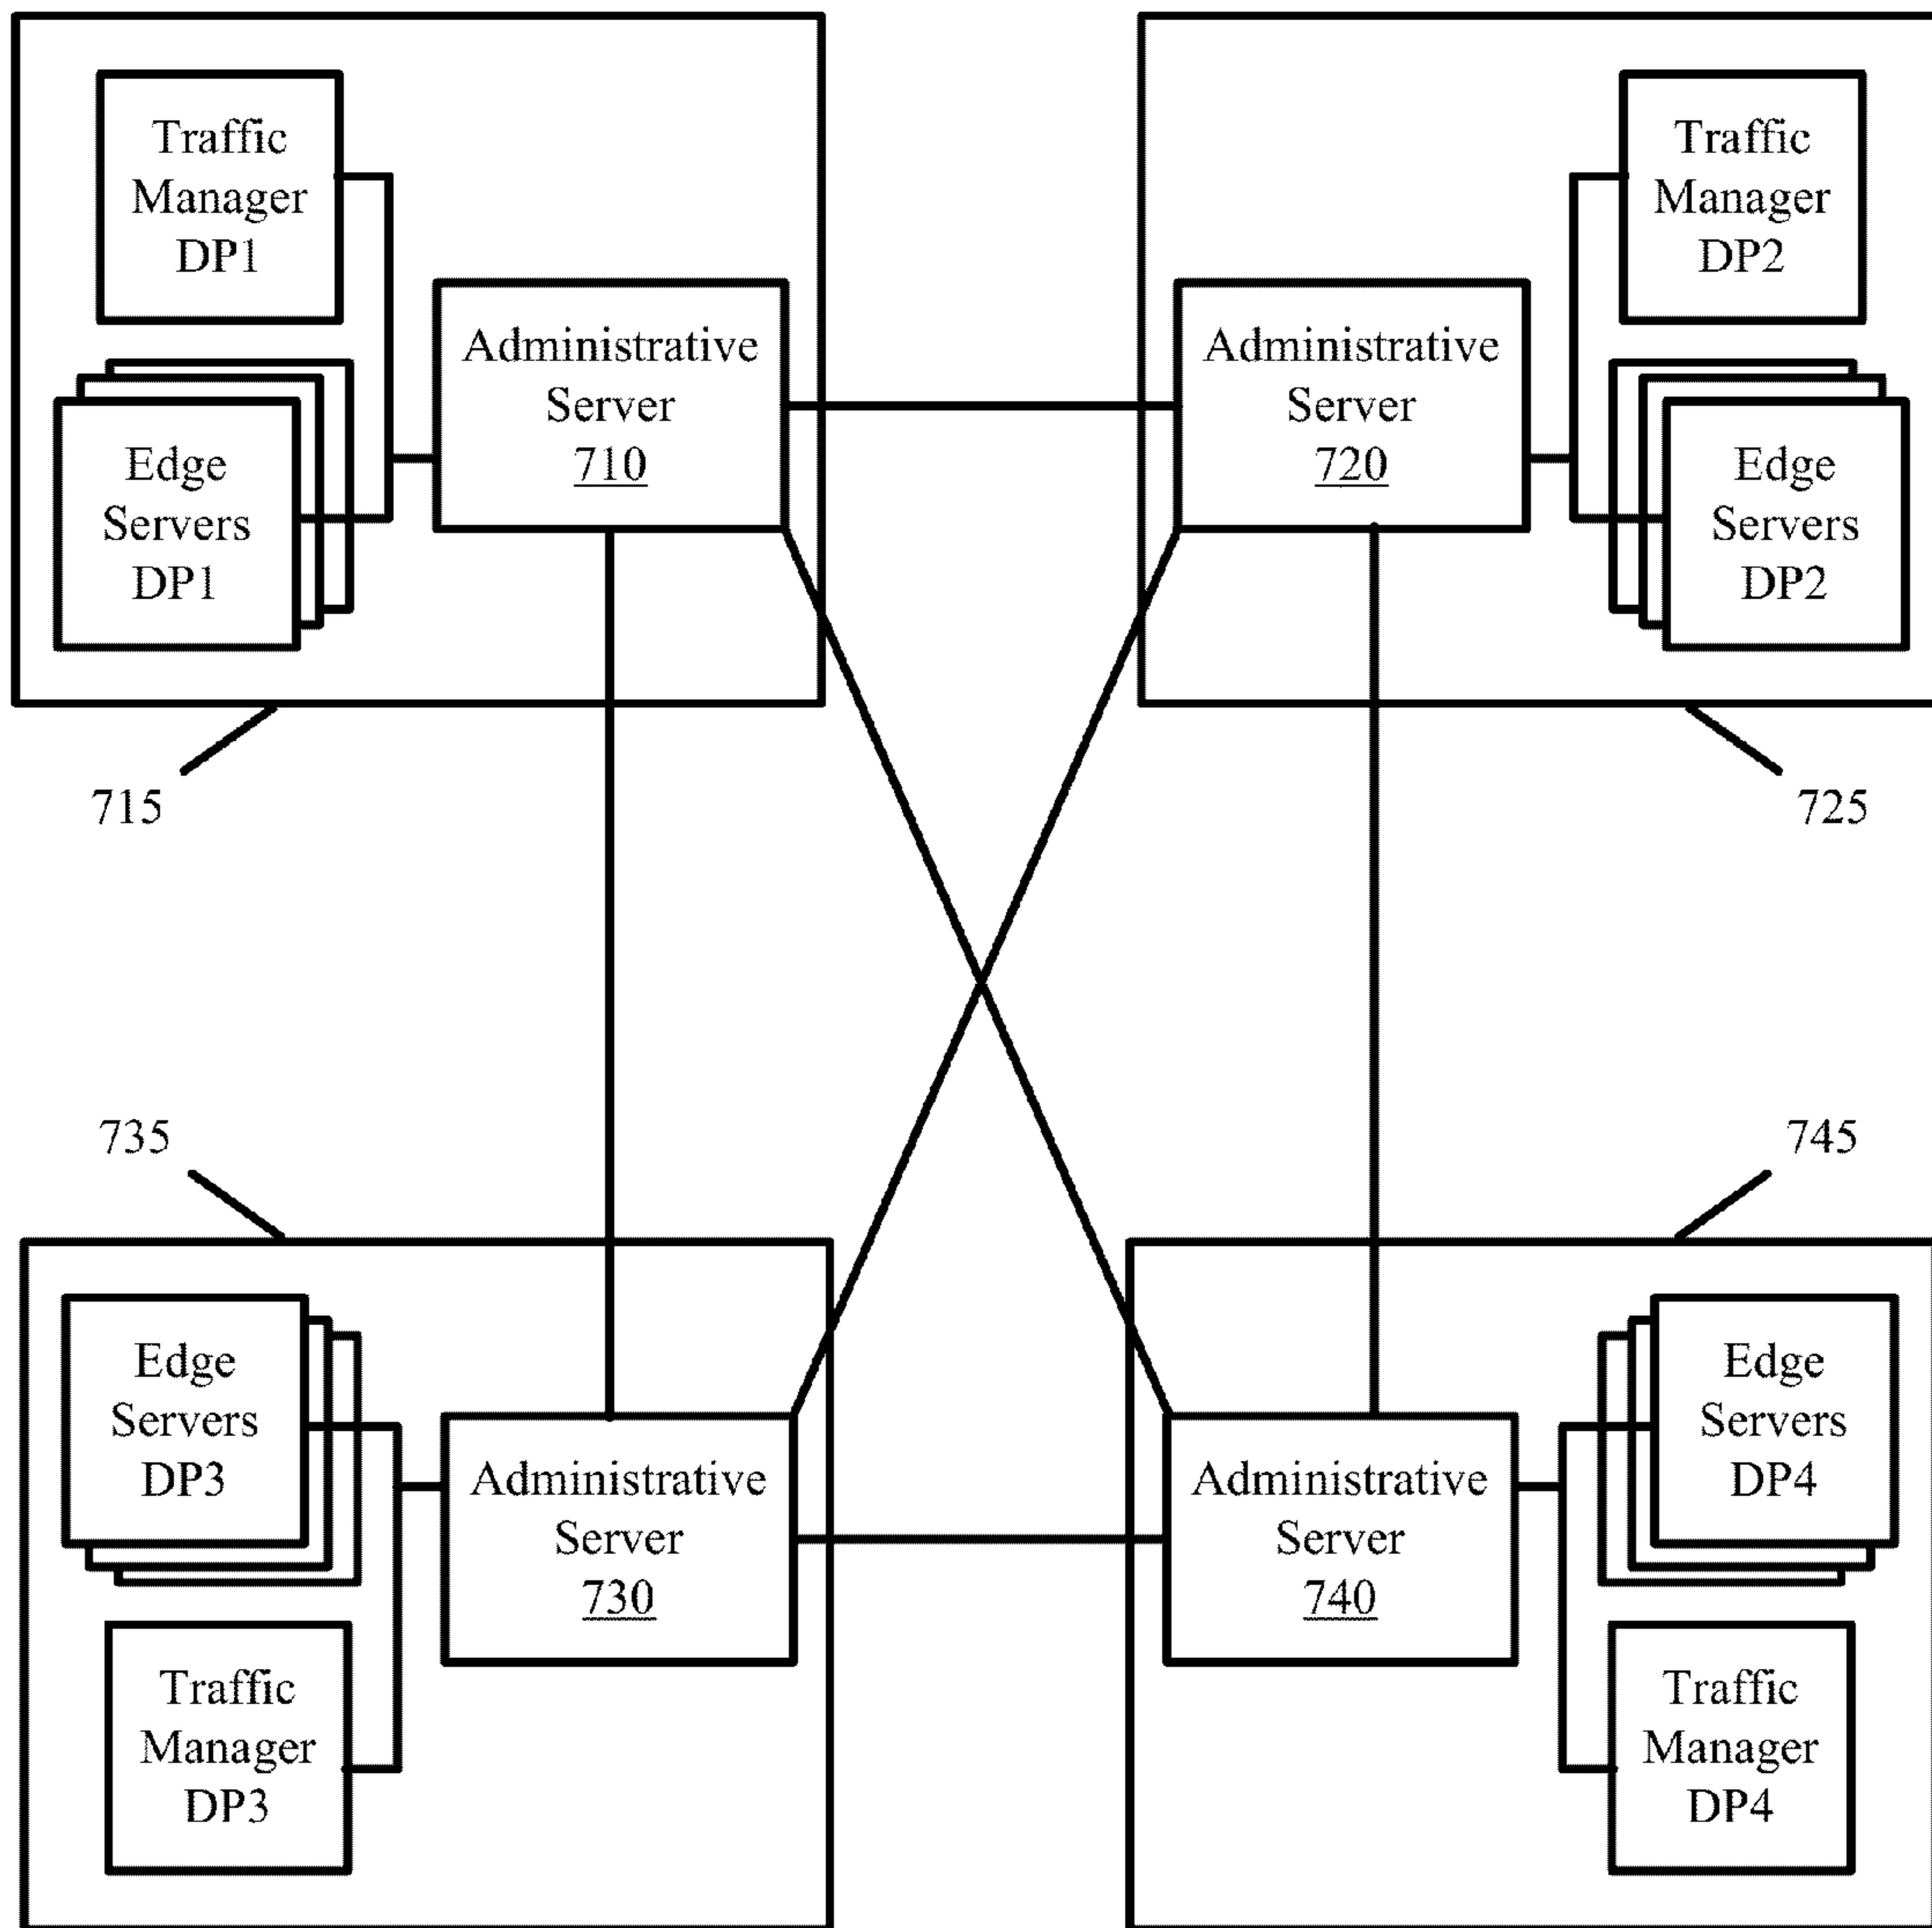 Traffic
Manager
DP1
Edge
Servers
DP1
Administrative
Server
710
715
Administrative
Server
720
Traffic
Manager
DP2
Edge
Servers
DP2
725
735
Edge
Servers
DP3
Traffic
Manager
DP3
Administrative
Server
730
745
Administrative
Server
740
Edge
Servers
DP4
Traffic
Manager
DP4